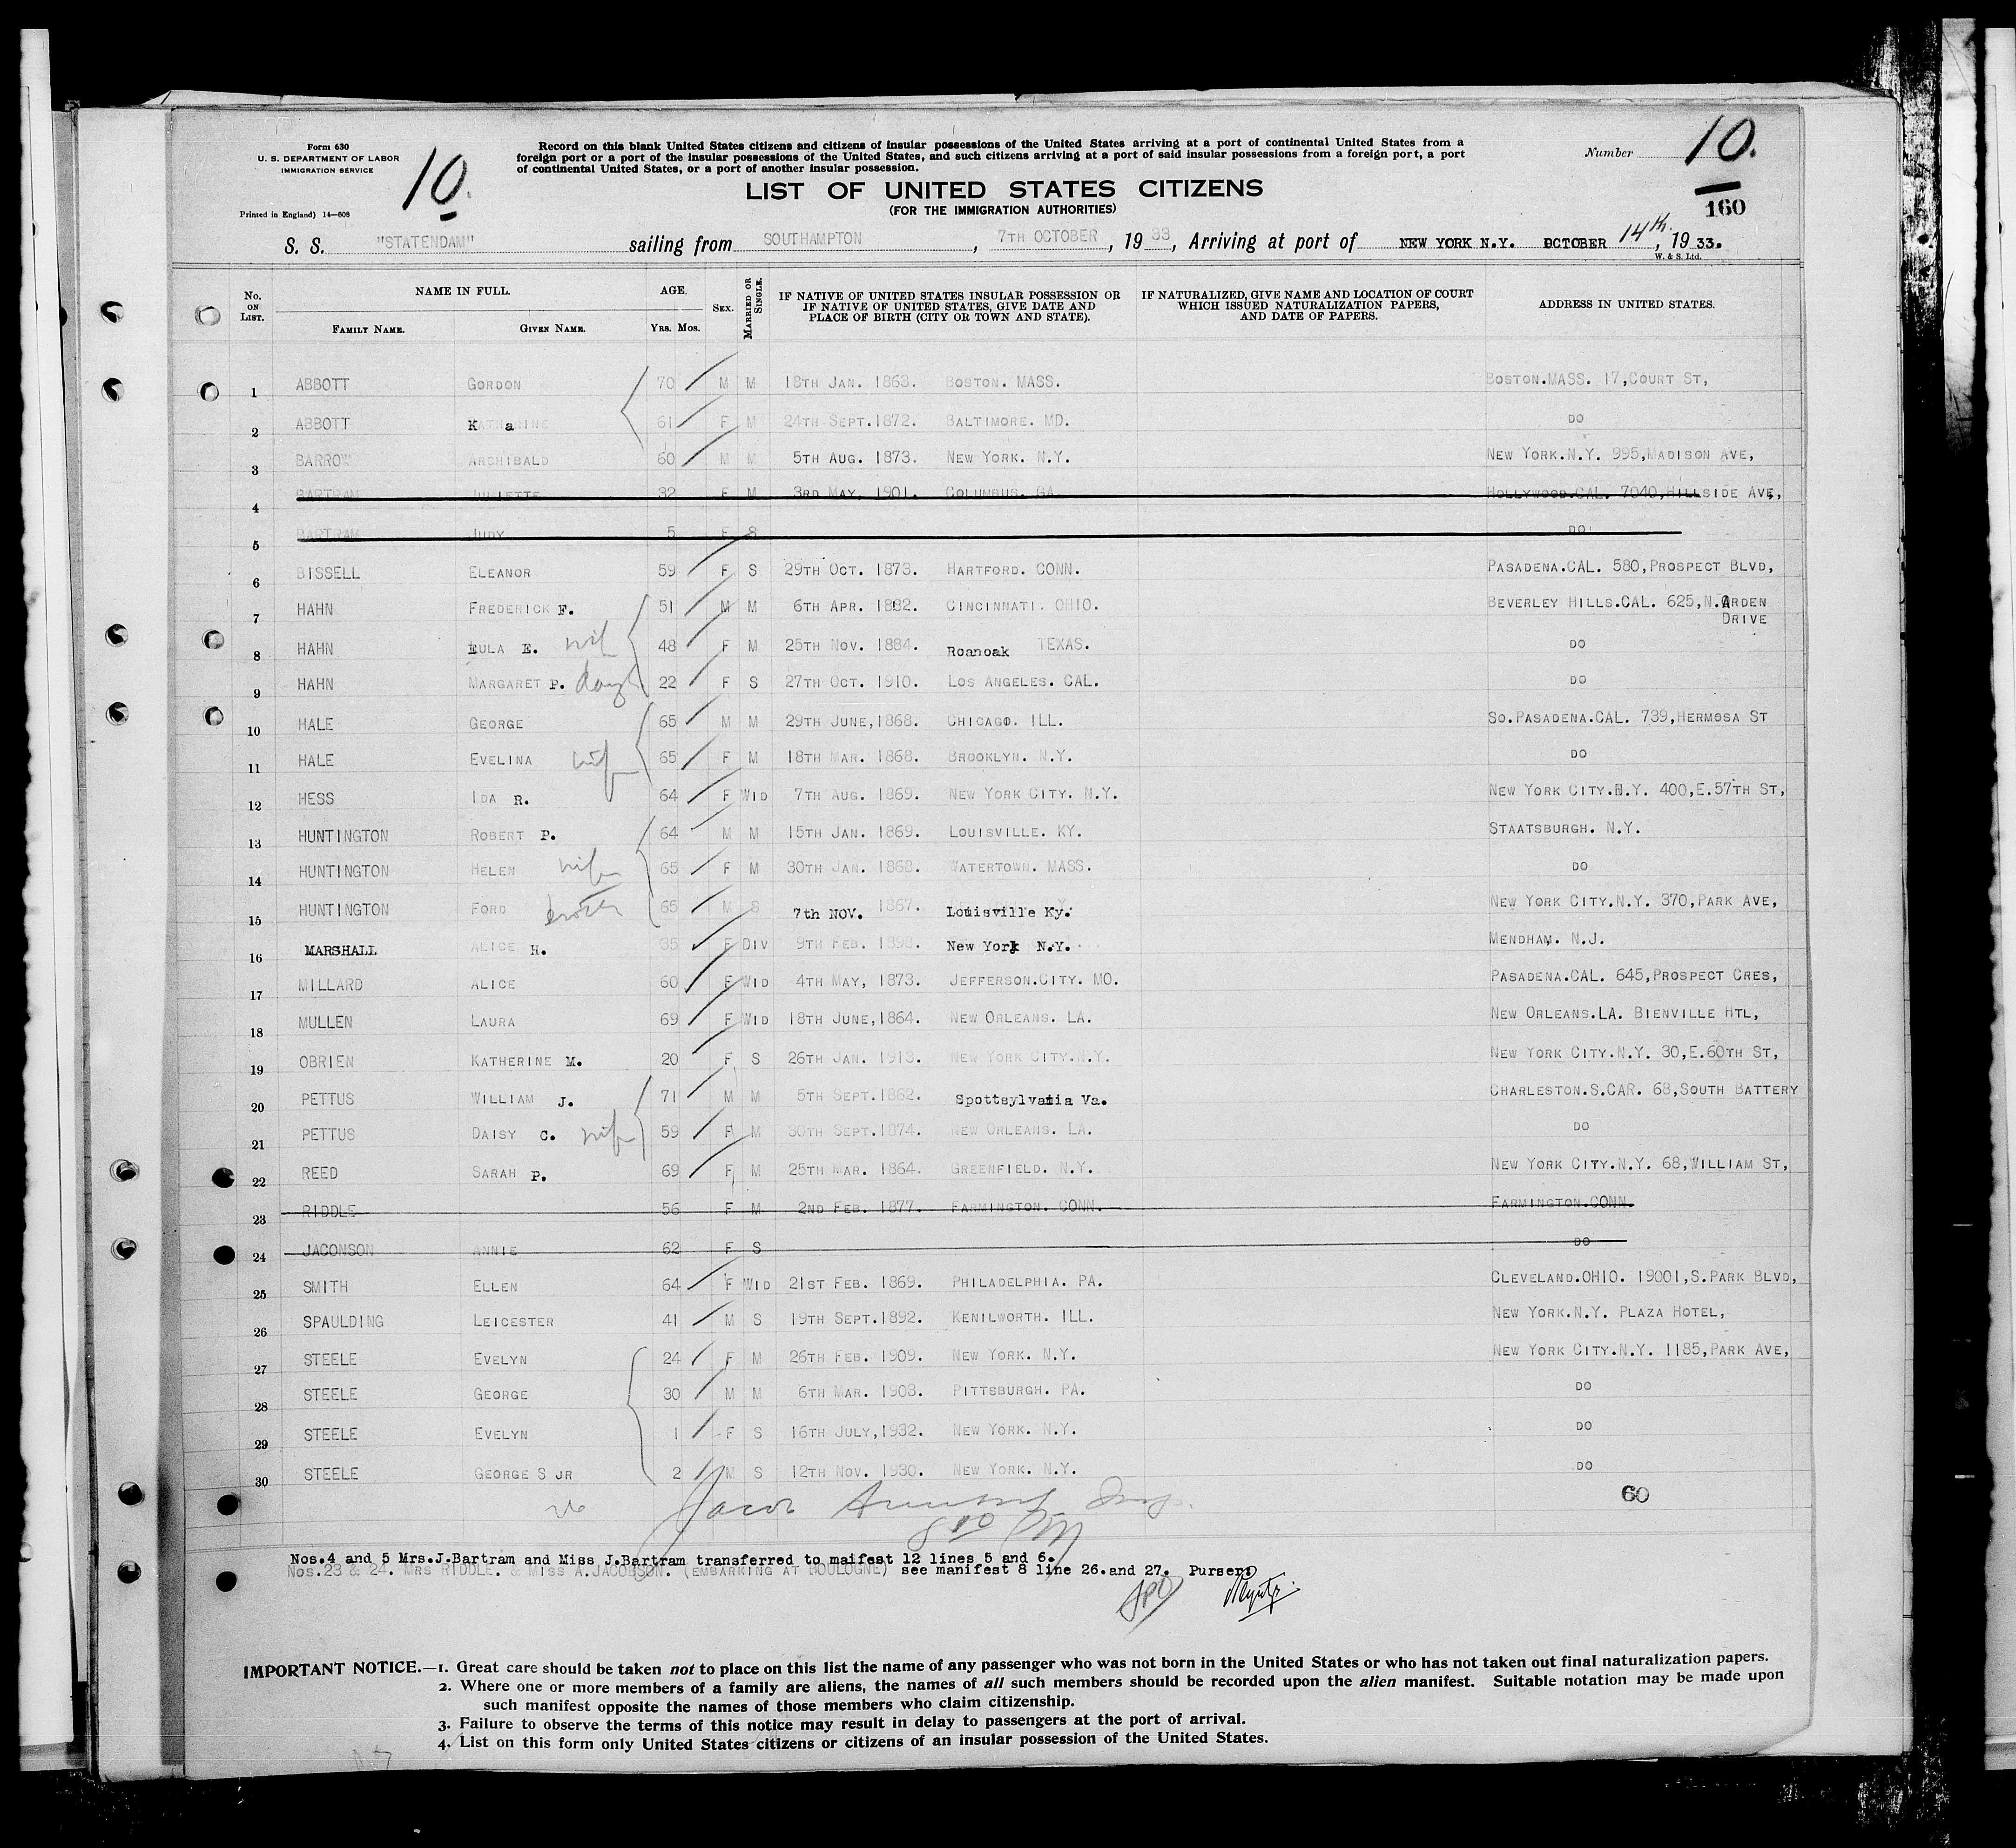 Form 630
U. S. DEPARTMENT OF LABOR
IMMIGRATION SERVICE
10.
Printed in England) 14—608
Record on this blank United States citizens and citizens of insular possessions of the United States arriving at a port of continental United States from a
foreign port or a port of the insular possessions of the United States, and such citizens arriving at a port of said insular possessions from a foreign port, a port
of continental United States, or a port of another insular possession.
Number 10.
160
LIST OF UNITED STATES CITIZENS
(FOR THE IMMIGRATION AUTHORITIES)
S. S. "STATENDAM" sailing from SOUTHAMPTON, 7TH OCTOBER, 1933, Arriving at port of NEW YORK N.Y. OCTOBER 14th, 1933.
W. & S. Ltd.
No. ON LIST. NAME IN FULL. FAMILY NAME. GIVEN NAME. AGE. YRS. MOS. SEX. MARRIED OR SINGLE. IF NATIVE OF UNITED STATES INSULAR POSSESSION OR IF NATIVE OF UNITED STATES, GIVE DATE AND PLACE OF BIRTH (CITY OR TOWN AND STATE). IF NATURALIZED, GIVE NAME AND LOCATION OF COURT WHICH ISSUED NATURALIZATION PAPERS, AND DATE OF PAPERS. ADDRESS IN UNITED STATES.
1 ABBOTT GORDON 70 M M 18TH JAN. 1863. BOSTON. MASS. BOSTON.MASS. 17,COURT ST,
2 ABBOTT KATHARINE 61 F M 24TH SEPT.1872. BALTIMORE. MD. DO
3 BARROW ARCHIBALD 60 M M 5TH AUG. 1873. NEW YORK. N.Y. NEW YORK.N.Y. 995,MADISON AVE,
4 BARTRAM JULIETTE 32 F M 3RD MAY, 1901. COLUMBUS. GA. HOLLYWOOD.CAL. 7040,HILLSIDE AVE,
5 BARTRAM JUDY 5 F S DO
6 BISSELL ELEANOR 59 F S 29TH OCT. 1873. HARTFORD. CONN. PASADENA.CAL. 580,PROSPECT BLVD,
7 HAHN FREDERICK F. 51 M M 6TH APR. 1882. CINCINNATI. OHIO. BEVERLEY HILLS.CAL. 625,N.ARDEN DRIVE
8 HAHN EULA E. wife 48 F M 25TH NOV. 1884. Roanoak TEXAS. DO
9 HAHN MARGARET P. daugh 22 F S 27TH OCT. 1910. LOS ANGELES. CAL. DO
10 HALE GEORGE 65 M M 29TH JUNE,1868. CHICAGO. ILL. SO.PASADENA.CAL. 739,HERMOSA ST
11 HALE EVELINA wife 65 F M 18TH MAR. 1868. BROOKLYN. N.Y. DO
12 HESS IDA R. 64 F WID 7TH AUG. 1869. NEW YORK CITY. N.Y. NEW YORK CITY.N.Y. 400,E.57TH ST,
13 HUNTINGTON ROBERT P. 64 M M 15TH JAN. 1869. LOUISVILLE. KY. STAATSBURGH. N.Y.
14 HUNTINGTON HELEN wife 65 F M 30TH JAN. 1868. WATERTOWN. MASS. DO
15 HUNTINGTON FORD brother 65 M S 7th NOV. 1867. Louisville Ky. NEW YORK CITY.N.Y. 370,PARK AVE,
16 MARSHALL ALICE H. 35 F DIV 9TH FEB. 1898. New York N.Y. MENDHAM. N.J.
17 MILLARD ALICE 60 F WID 4TH MAY, 1873. JEFFERSON.CITY. MO. PASADENA.CAL. 645,PROSPECT CRES,
18 MULLEN LAURA 69 F WID 18TH JUNE,1864. NEW ORLEANS. LA. NEW ORLEANS.LA. BIENVILLE HTL,
19 OBRIEN KATHERINE M. 20 F S 26TH JAN. 1913. NEW YORK CITY.N.Y. NEW YORK CITY.N.Y. 30,E.60TH ST,
20 PETTUS WILLIAM J. 71 M M 5TH SEPT.1862. Spottsylvania Va. CHARLESTON.S.CAR. 68,SOUTH BATTERY
21 PETTUS DAISY C. wife 59 F M 30TH SEPT.1874. NEW ORLEANS. LA. DO
22 REED SARAH P. 69 F M 25TH MAR. 1864. GREENFIELD. N.Y. NEW YORK CITY.N.Y. 68,WILLIAM ST,
23 RIDDLE 56 F M 2ND FEB. 1877. FARMINGTON. CONN. FARMINGTON.CONN.
24 JACONSON ANNIE 62 F S DO
25 SMITH ELLEN 64 F WID 21ST FEB. 1869. PHILADELPHIA. PA. CLEVELAND.OHIO. 19001,S.PARK BLVD,
26 SPAULDING LEICESTER 41 M S 19TH SEPT.1892. KENILWORTH. ILL. NEW YORK.N.Y. PLAZA HOTEL,
27 STEELE EVELYN 24 F M 26TH FEB. 1909. NEW YORK. N.Y. NEW YORK CITY.N.Y. 1185,PARK AVE,
28 STEELE GEORGE 30 M M 6TH MAR. 1903. PITTSBURGH. PA. DO
29 STEELE EVELYN 1 F S 16TH JULY,1932. NEW YORK. N.Y. DO
30 STEELE GEORGE S JR 2 M S 12TH NOV. 1930. NEW YORK. N.Y. DO
26 Jacob Insp. 60
Nos.4 and 5 Mrs.J.Bartram and Miss J.Bartram transferred to maifest 12 lines 5 and 6.
Nos.23 & 24. MRS RIDDLE. & MISS A.JACOBSON. (EMBARKING AT BOULOGNE) see manifest 8 line 26.and 27. Purser:
IMPORTANT NOTICE.—1. Great care should be taken not to place on this list the name of any passenger who was not born in the United States or who has not taken out final naturalization papers.
2. Where one or more members of a family are aliens, the names of all such members should be recorded upon the alien manifest. Suitable notation may be made upon
such manifest opposite the names of those members who claim citizenship.
3. Failure to observe the terms of this notice may result in delay to passengers at the port of arrival.
4. List on this form only United States citizens or citizens of an insular possession of the United States.